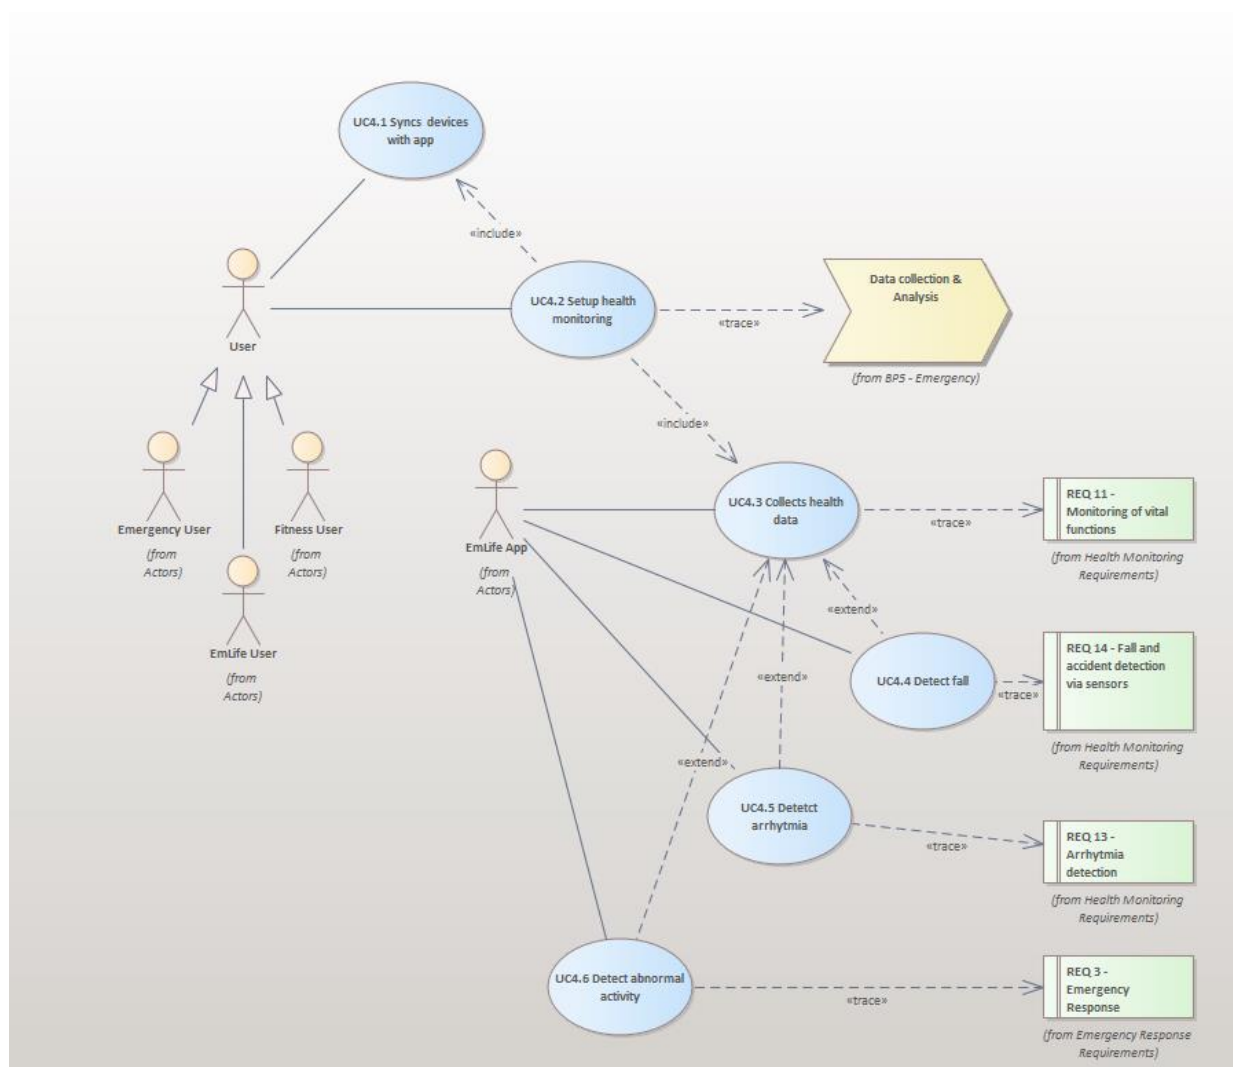 UC4.1 Syncs devices
with app
«include»
UC4.2 Setup health
monitoring
«trace»
Data collection &
Analysis
(from BP5 - Emergency)
User
«include»
Emergency User
(from
Actors)
Fitness User
(from
Actors)
EmLife User
(from
Actors)
EmLife App
(from
Actors)
UC4.3 Collects health
data
«trace»
REQ 11 -
Monitoring of vital
functions
(from Health Monitoring
Requirements)
«extend»
UC4.4 Detect fall
«trace»
REQ 14 - Fall and
accident detection
via sensors
(from Health Monitoring
Requirements)
«extend»
«extend»
UC4.5 Detetct
arrhytmia
«trace»
REQ 13 -
Arrhytmia
detection
(from Health Monitoring
Requirements)
UC4.6 Detect abnormal
activity
«trace»
REQ 3 -
Emergency
Response
(from Emergency Response
Requirements)